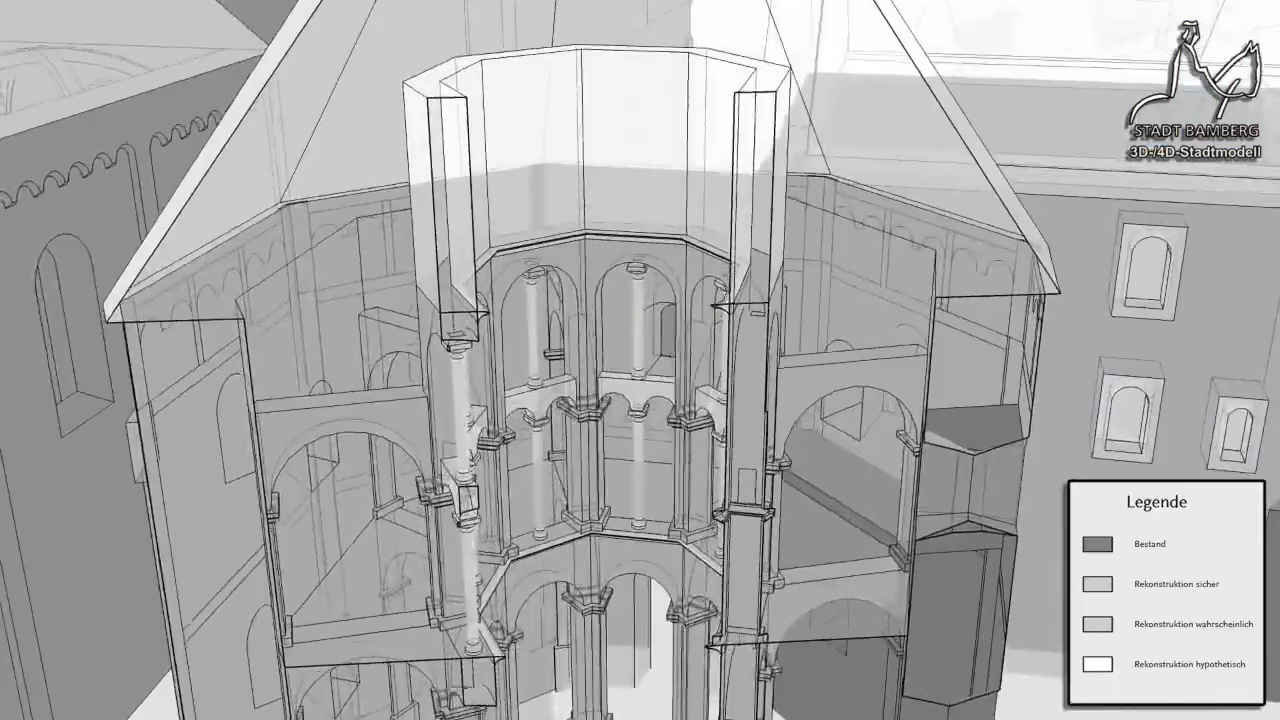 STADT BAMBERG
3D-/4D-Stadtmodell
Legende
Bestand
Rekonstruktion sicher
Rekonstruktion wahrscheinlich
Rekonstruktion hypothetisch